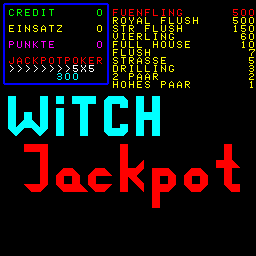 CREDIT 0
EINSATZ 0
PUNKTE 0
JACKPOTPOKER
>>>>>>>>5X5
300
FUENFLING 500
ROYAL FLUSH 500
STR FLUSH 150
VIERLING 60
FULL HOUSE 10
FLUSH 7
STRASSE 5
DRILLING 3
2 PAAR 2
HOHES PAAR 1
WiTCH
Jackpot